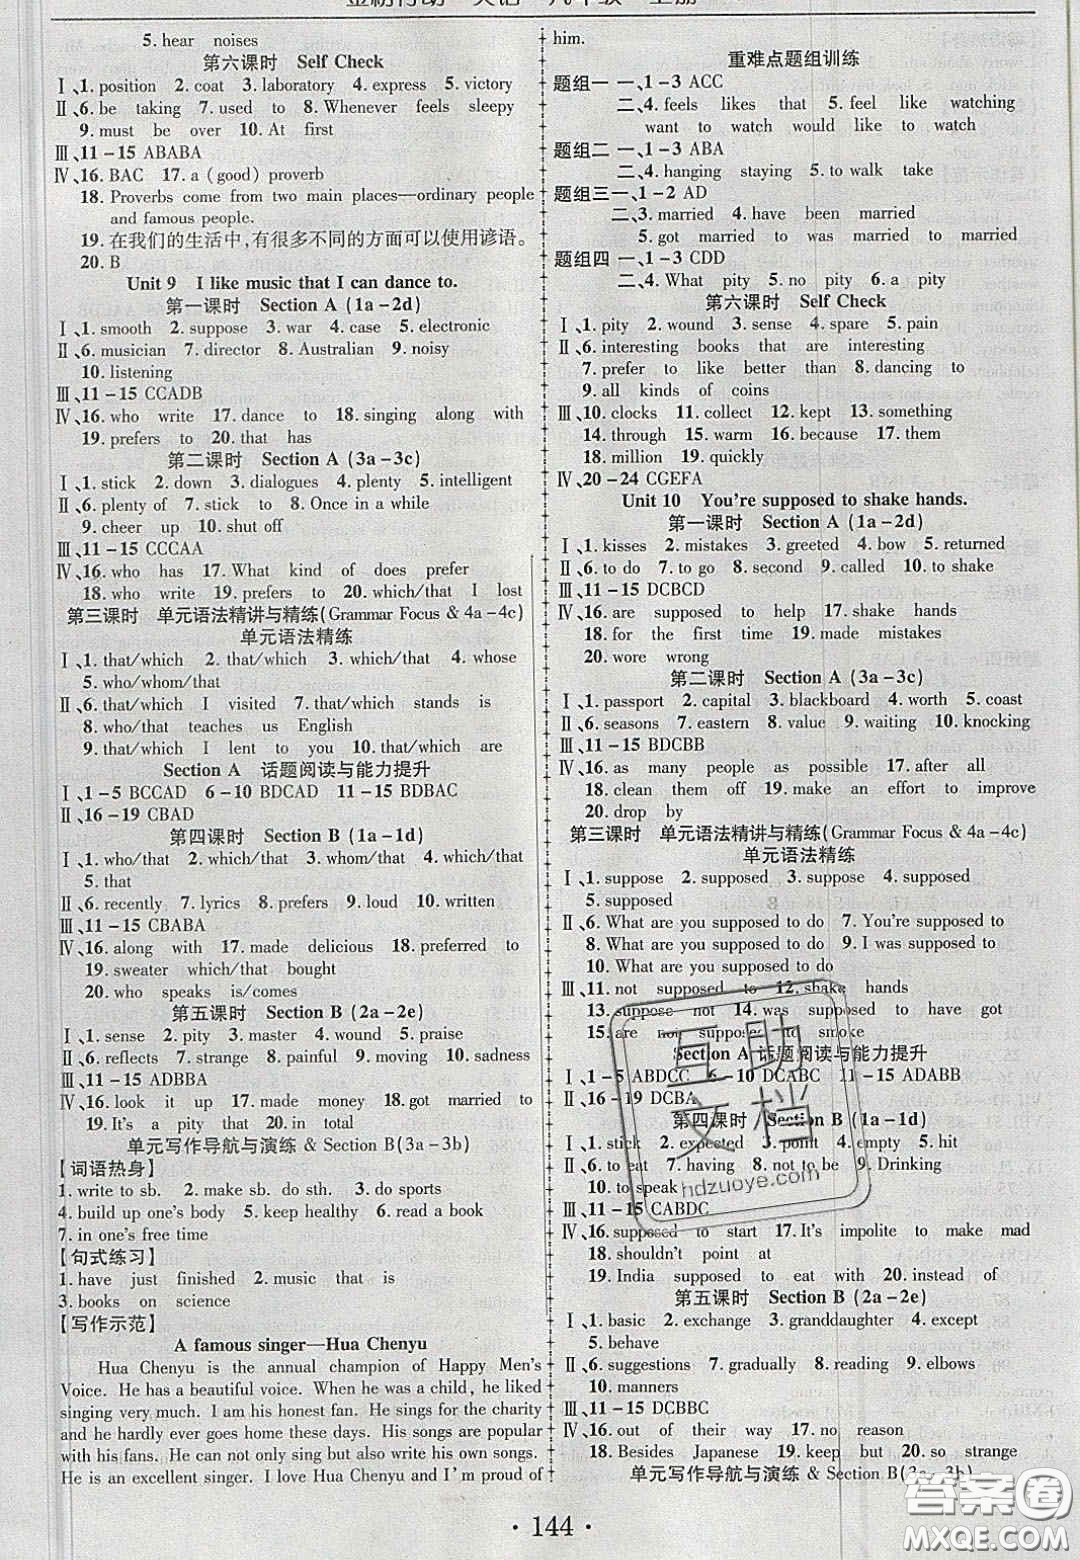 5. hear noises
第六课时 Self Check
Ⅰ、1. position 2. coat 3. laboratory 4. express 5. victory
Ⅱ、6. be taking 7. used to 8. Whenever feels sleepy
9. must be over 10. At first
Ⅲ、11-15 ABABA
Ⅳ、16. BAC 17. a (good) proverb
18. Proverbs come from two main places—ordinary people
and famous people.
19. 在我们的生活中,有很多不同的方面可以使用谚语。
20. B
Unit 9 I like music that I can dance to.
第一课时 Section A (1a-2d)
Ⅰ、1. smooth 2. suppose 3. war 4. case 5. electronic
Ⅱ、6. musician 7. director 8. Australian 9. noisy
10. listening
Ⅲ、11-15 CCADB
Ⅳ、16. who write 17. dance to 18. singing along with
19. prefers to 20. that has
第二课时 Section A (3a-3c)
Ⅰ、1. stick 2. down 3. dialogues 4. plenty 5. intelligent
Ⅱ、6. plenty of 7. stick to 8. Once in a while
9. cheer up 10. shut off
Ⅲ、11-15 CCCAA
Ⅳ、16. who has 17. What kind of does prefer
18. who write 19. prefers to 20. which/that I lost
第三课时 单元语法精讲与精练(Grammar Focus & 4a-4c)
单元语法精练
Ⅰ、1. that/which 2. that/which 3. which/that 4. whose
5. who/whom/that
Ⅱ、6. that/which I visited 7. that/which stands is
8. who/that teaches us English
9. that/which I lent to you 10. that/which are
Section A 话题阅读与能力提升
Ⅰ、1-5 BCCAD 6-10 BDCAD 11-15 BDBAC
Ⅱ、16-19 CBAD
第四课时 Section B (1a-1d)
Ⅰ、1. who/that 2. which/that 3. whom/that 4. which/that
5. that
Ⅱ、6. recently 7. lyrics 8. prefers 9. loud 10. written
Ⅲ、11-15 CBABA
Ⅳ、16. along with 17. made delicious 18. preferred to
19. sweater which/that bought
20. who speaks is/comes
第五课时 Section B (2a-2e)
Ⅰ、1. sense 2. pity 3. master 4. wound 5. praise
Ⅱ、6. reflects 7. strange 8. painful 9. moving 10. sadness
Ⅲ、11-15 ADBBA
Ⅳ、16. look it up 17. made money 18. got married to
19. It's a pity that 20. in total
单元写作导航与演练 & Section B(3a-3b)
【词语热身】
1. write to sb. 2. make sb. do sth. 3. do sports
4. build up one's body 5. keep healthy 6. read a book
7. in one's free time
【句式练习】
1. have just finished 2. music that is
3. books on science
【写作示范】
A famous singer—Hua Chenyu
Hua Chenyu is the annual champion of Happy Men's
Voice. He has a beautiful voice. When he was a child, he liked
singing very much. I am his honest fan. He sings for the charity
and he hardly ever goes home these days. His songs are popular
with his fans. He can not only sing but also write his own songs.
He is an excellent singer. I love Hua Chenyu and I'm proud of
him.
重难点题组训练
题组一 一、1-3 ACC
二、4. feels likes that 5. feel like watching
want to watch would like to watch
题组二 一、1-3 ABA
二、4. hanging staying 5. to walk take
题组三 一、1-2 AD
二、3. married 4. have been married
5. got married to was married to married
题组四 一、1-3 CDD
二、4. What pity 5. no pity 6. a pity
第六课时 Self Check
Ⅰ、1. pity 2. wound 3. sense 4. spare 5. pain
Ⅱ、6. interesting books that are interesting
7. prefer to like better than 8. dancing to
9. all kinds of coins
Ⅲ、10. clocks 11. collect 12. kept 13. something
14. through 15. warm 16. because 17. them
18. million 19. quickly
Ⅳ、20-24 CGEFA
Unit 10 You're supposed to shake hands.
第一课时 Section A (1a-2d)
Ⅰ、1. kisses 2. mistakes 3. greeted 4. bow 5. returned
Ⅱ、6. to do 7. to go 8. second 9. called 10. to shake
Ⅲ、11-15 DCBCD
Ⅳ、16. are supposed to help 17. shake hands
18. for the first time 19. made mistakes
20. wore wrong
第二课时 Section A (3a-3c)
Ⅰ、1. passport 2. capital 3. blackboard 4. worth 5. coast
Ⅱ、6. seasons 7. eastern 8. value 9. waiting 10. knocking
Ⅲ、11-15 BDCBB
Ⅳ、16. as many people as possible 17. after all
18. clean them off 19. make an effort to improve
20. drop by
第三课时 单元语法精讲与精练(Grammar Focus & 4a-4c)
单元语法精练
Ⅰ、1. suppose 2. supposed 3. suppose 4. supposed
5. supposed
Ⅱ、6. What are you supposed to do 7. You're supposed to
8. What are you supposed to do 9. I was supposed to
10. What are you supposed to do
Ⅲ、11. not supposed to 12. shake hands
13. suppose not 14. was supposed to have got
15. are not supposed to smoke
Section A 话题阅读与能力提升
Ⅰ、1-5 ABDCC 6-10 DCABC 11-15 ADABB
Ⅱ、16-19 DCBA
第四课时 Section B (1a-1d)
Ⅰ、1. stick 2. expected 3. point 4. empty 5. hit
Ⅱ、6. to eat 7. having 8. not to be 9. Drinking
10. to speak
Ⅲ、11-15 CABDC
Ⅳ、16. supposed to start 17. It's impolite to make mad
18. shouldn't point at
19. India supposed to eat with 20. instead of
第五课时 Section B (2a-2e)
Ⅰ、1. basic 2. exchange 3. granddaughter 4. except
5. behave
Ⅱ、6. suggestions 7. gradually 8. reading 9. elbows
10. manners
Ⅲ、11-15 DCBBC
Ⅳ、16. out of their way 17. no reason
18. Besides Japanese 19. keep but 20. so strange
单元写作导航与演练 & Section B(3a-3b)
· 144 ·
互助文档
hdzuoye.com
答案圈
MXQE.COM